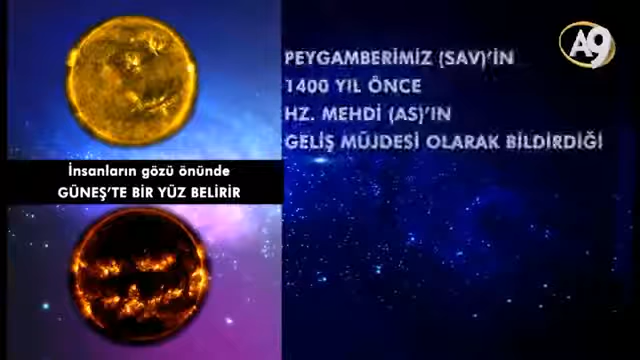 PEYGAMBERİMİZ (SAV)'İN
1400 YIL ÖNCE
HZ. MEHDİ (AS)'IN
GELİŞ MÜJDESİ OLARAK BİLDİRDİĞİ
A9
İnsanların gözü önünde
GÜNEŞ'TE BİR YÜZ BELİRİR